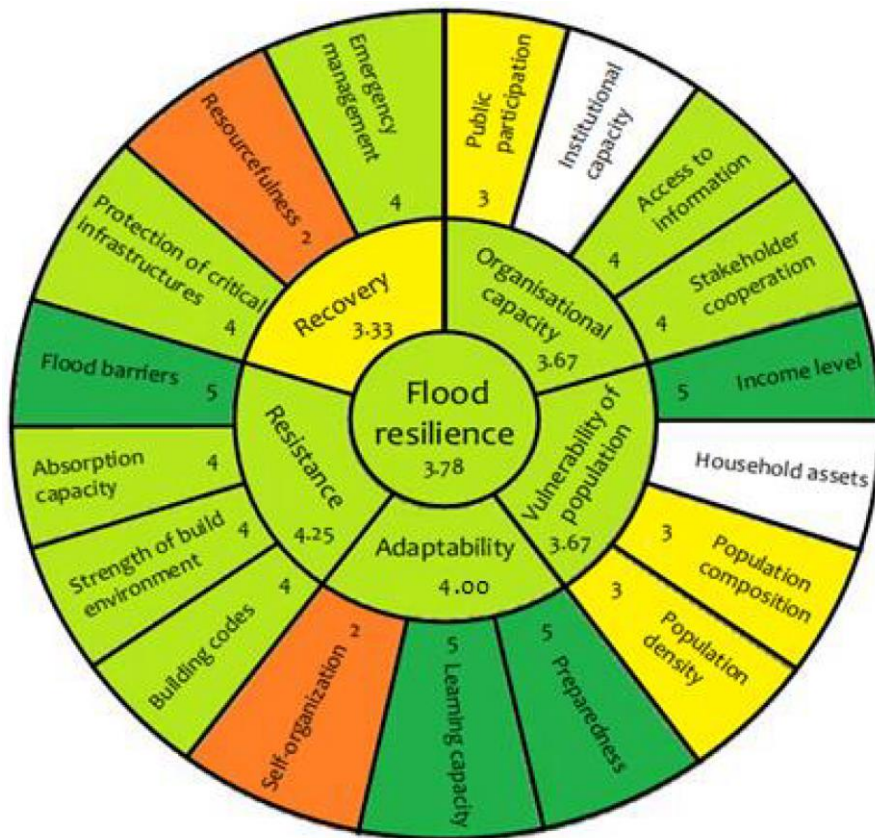 Flood
resilience
3.78
Organisational
capacity
3.67
Public
participation
3
Institutional
capacity
Access to
information
4
Stakeholder
cooperation
4
Vulnerability of
population
3.67
Income level
5
Household assets
Population
composition
3
Population
density
3
Adaptability
4.00
Preparedness
5
Learning capacity
5
Self-organization
2
Resistance
4.25
Building codes
4
Strength of build
environment
4
Absorption
capacity
4
Flood barriers
5
Recovery
3.33
Protection of critical
infrastructures
4
Resourcefulness
2
Emergency
management
4